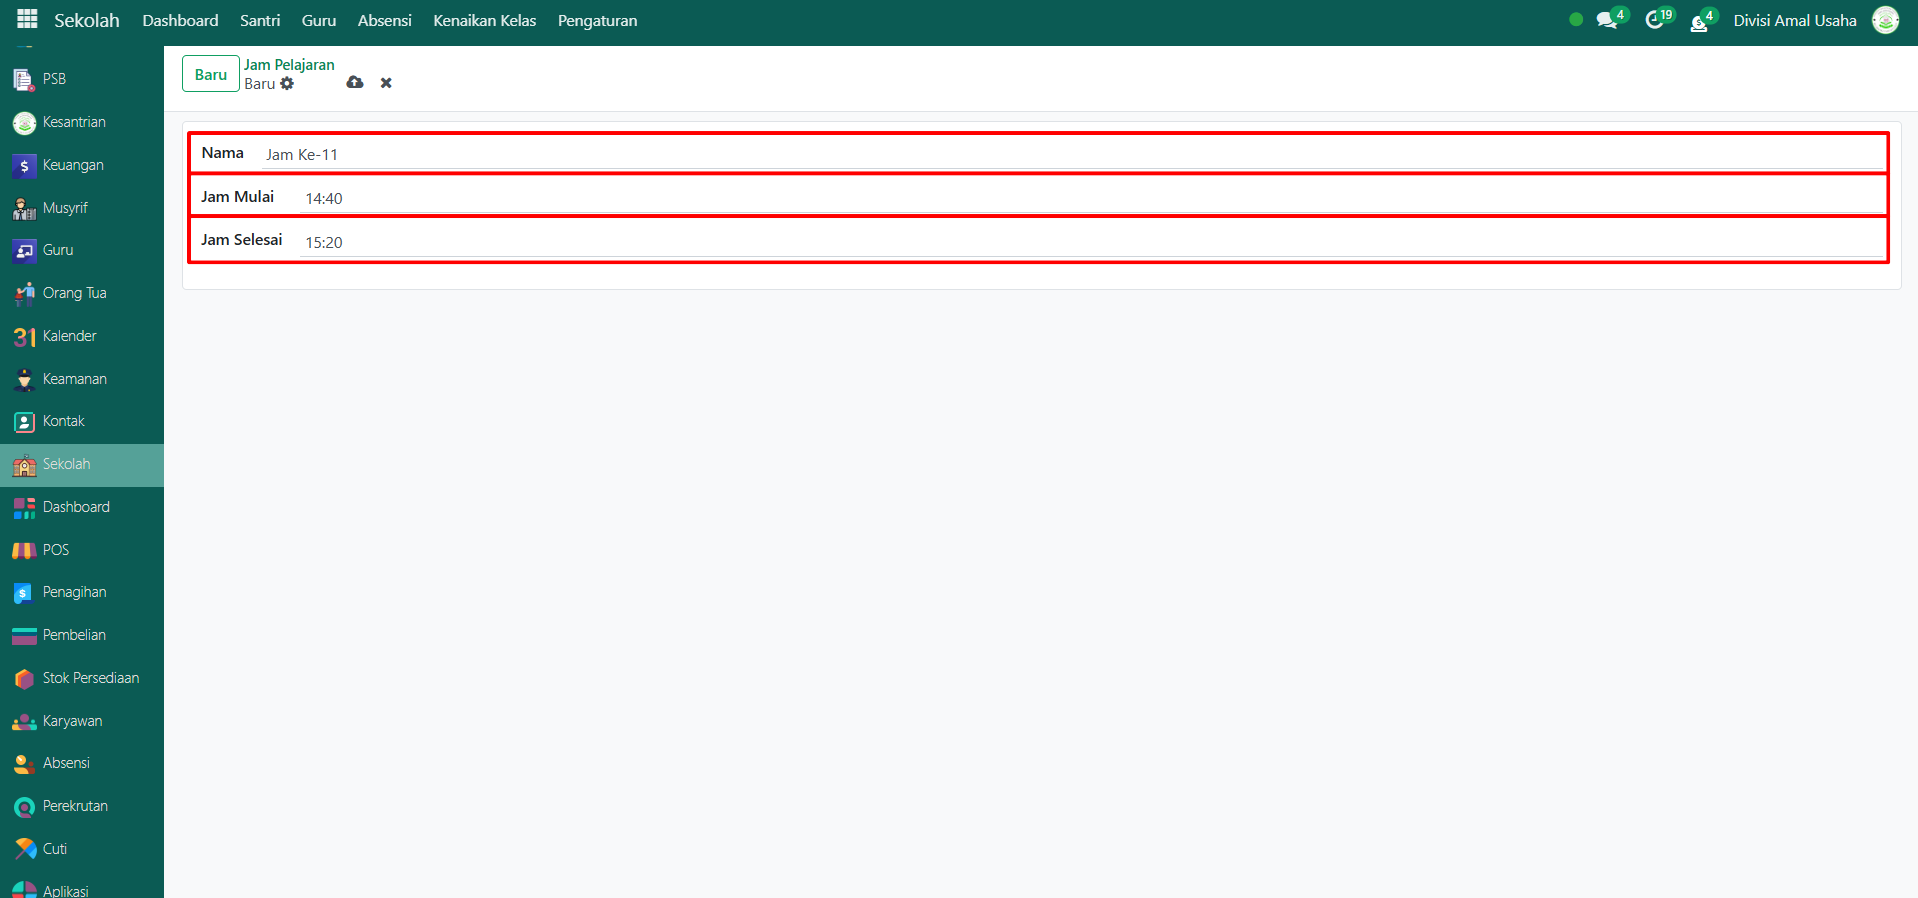 Sekolah Dashboard Santri Guru Absensi Kenaikan Kelas Pengaturan 4 19 4 Divisi Amal Usaha
PSB
Kesantrian
Keuangan
Musyrif
Guru
Orang Tua
31 Kalender
Keamanan
Kontak
Sekolah
Dashboard
POS
Penagihan
Pembelian
Stok Persediaan
Karyawan
Absensi
Perekrutan
Cuti
Aplikasi
Baru
Jam Pelajaran
Baru
Nama Jam Ke-11
Jam Mulai 14:40
Jam Selesai 15:20